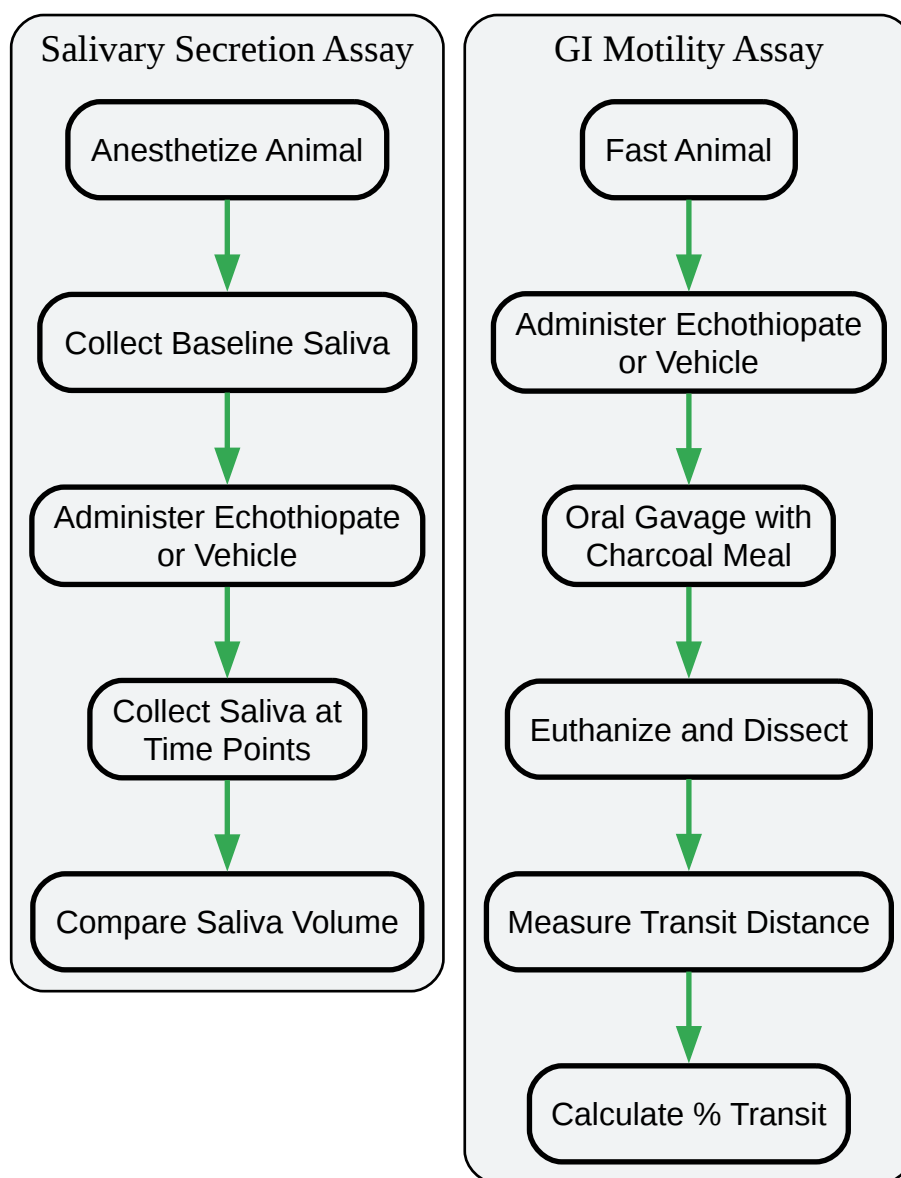 Salivary Secretion Assay
Anesthetize Animal
Collect Baseline Saliva
Administer Echothiopate
or Vehicle
Collect Saliva at
Time Points
Compare Saliva Volume
GI Motility Assay
Fast Animal
Administer Echothiopate
or Vehicle
Oral Gavage with
Charcoal Meal
Euthanize and Dissect
Measure Transit Distance
Calculate % Transit